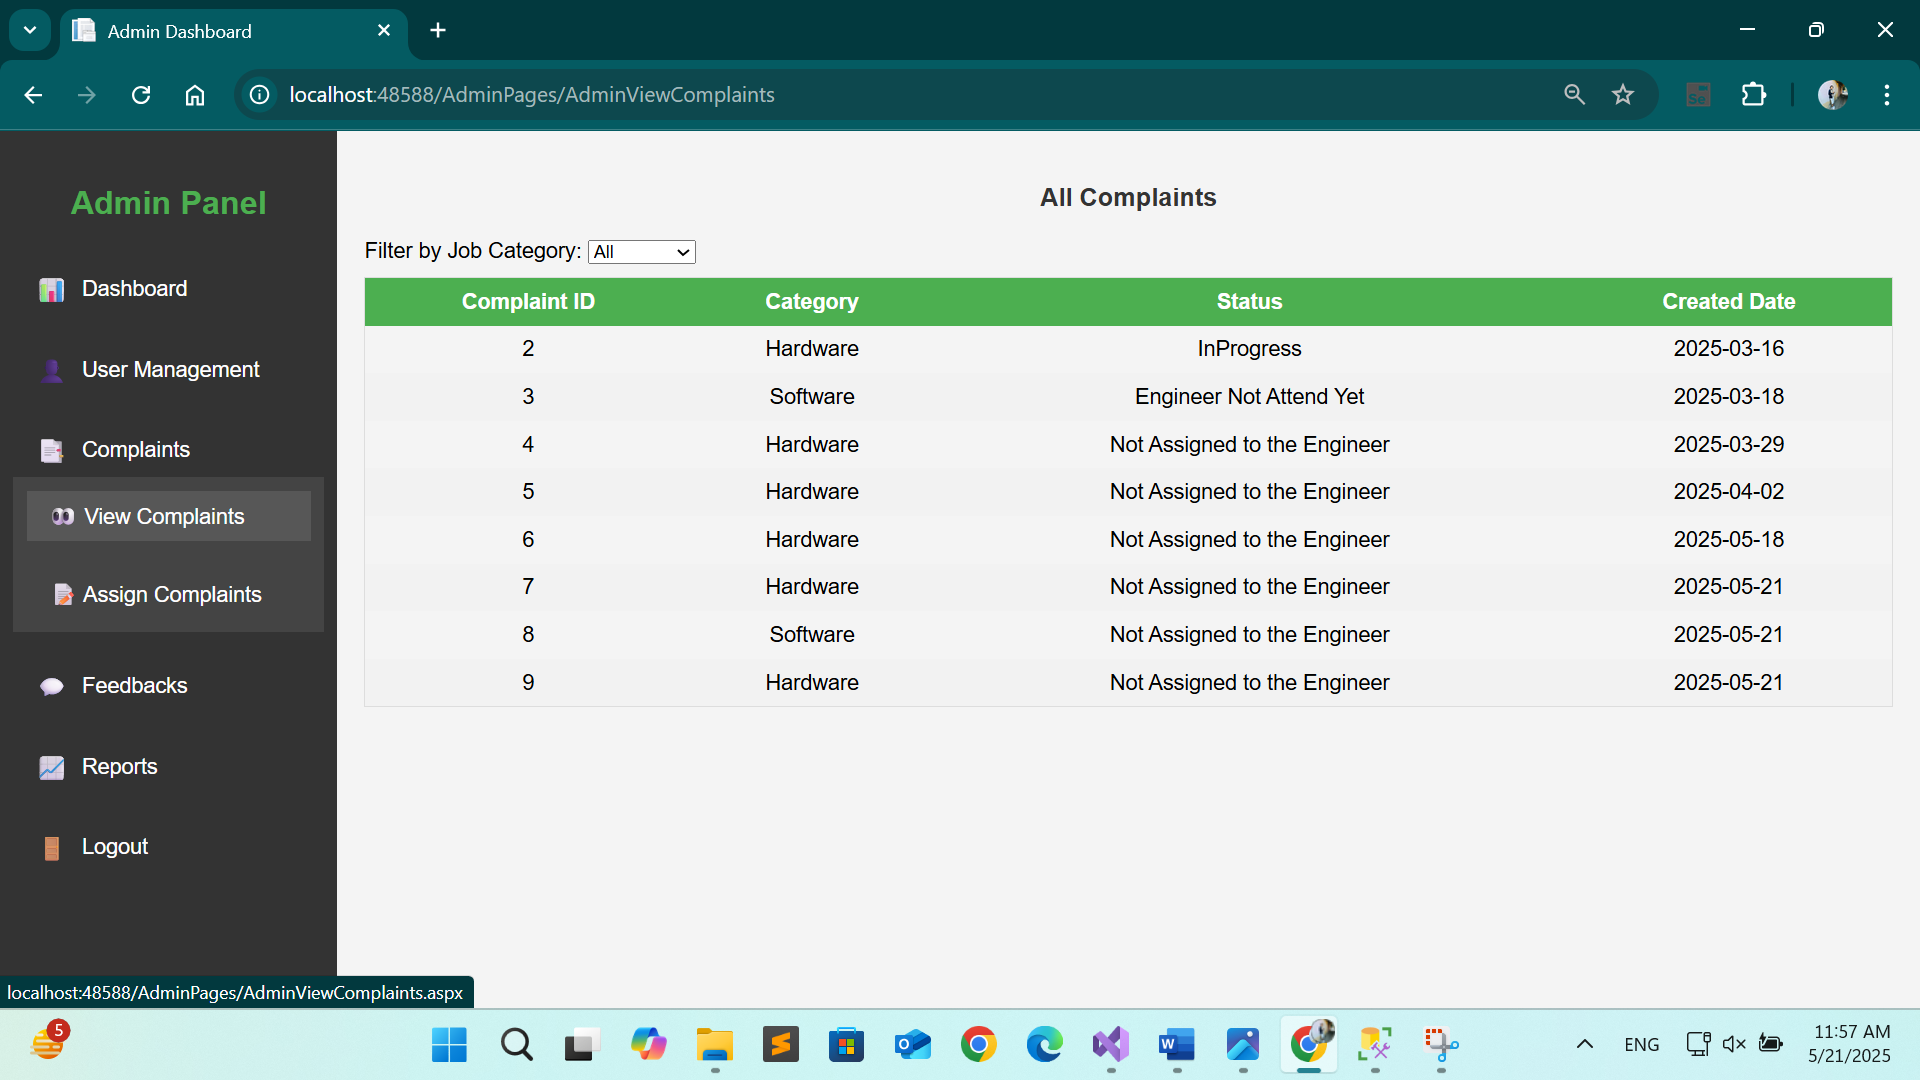 Admin Dashboard
localhost:48588/AdminPages/AdminViewComplaints
Admin Panel
Dashboard
User Management
Complaints
View Complaints
Assign Complaints
Feedbacks
Reports
Logout
All Complaints
Filter by Job Category: All
Complaint ID Category Status Created Date
2 Hardware InProgress 2025-03-16
3 Software Engineer Not Attend Yet 2025-03-18
4 Hardware Not Assigned to the Engineer 2025-03-29
5 Hardware Not Assigned to the Engineer 2025-04-02
6 Hardware Not Assigned to the Engineer 2025-05-18
7 Hardware Not Assigned to the Engineer 2025-05-21
8 Software Not Assigned to the Engineer 2025-05-21
9 Hardware Not Assigned to the Engineer 2025-05-21
localhost:48588/AdminPages/AdminViewComplaints.aspx
5
ENG
11:57 AM
5/21/2025